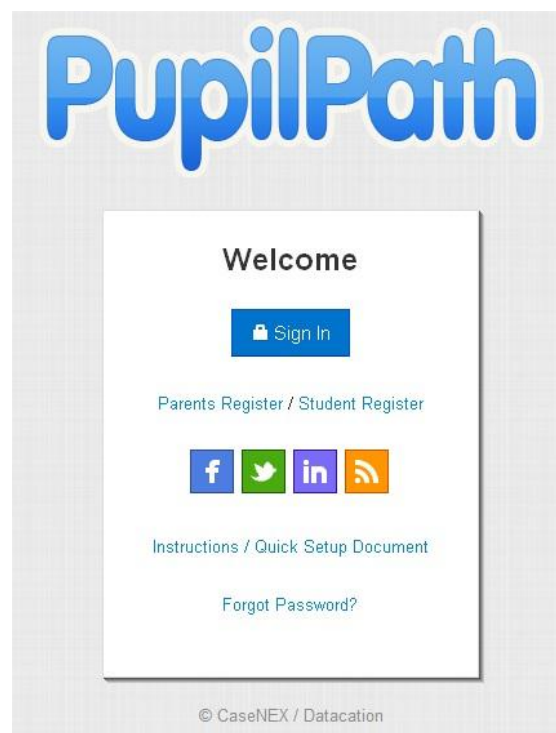 PupilPath
Welcome
Sign In
Parents Register / Student Register
f in
Instructions / Quick Setup Document
Forgot Password?
© CaseNEX / Datacation